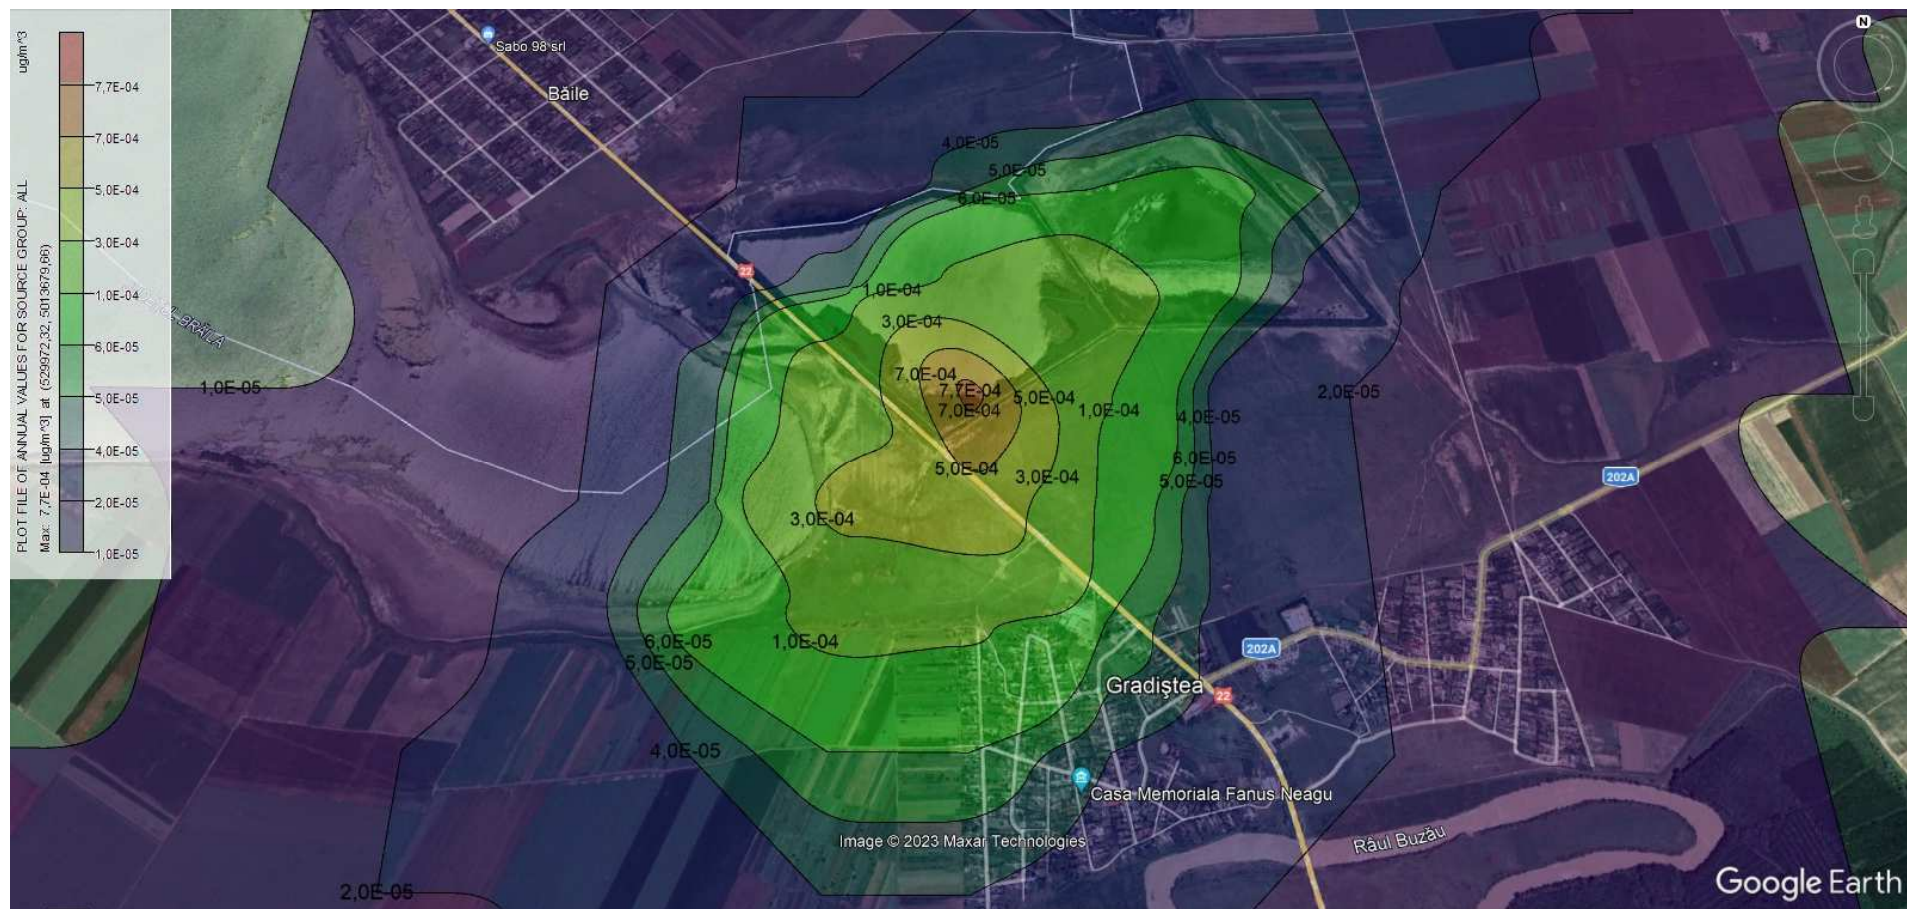 PLOT FILE OF ANNUAL VALUES FOR SOURCE GROUP: ALL
ug/m^3
Max: 7,7E-04 [ug/m^3] at (529972,32, 5013679,66)
7,7E-04
7,0E-04
5,0E-04
3,0E-04
1,0E-04
6,0E-05
5,0E-05
4,0E-05
2,0E-05
1,0E-05
Sabo 98 srl
Băile
N
4,0E-05
5,0E-05
6,0E-05
22
1,0E-04
3,0E-04
BRĂILA
1,0E-05
7,0E-04
7,7E-04
7,0E-04
5,0E-04
1,0E-04
4,0E-05
2,0E-05
5,0E-04
3,0E-04
6,0E-05
5,0E-05
202A
3,0E-04
6,0E-05
5,0E-05
1,0E-04
202A
Gradiștea
22
4,0E-05
Casa Memoriala Fanus Neagu
Image © 2023 Maxar Technologies
Râul Buzău
2,0E-05
Google Earth